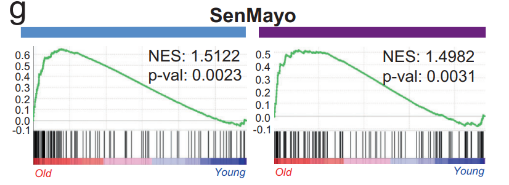 g
SenMayo
NES: 1.5122
p-val: 0.0023
0.6
0.5
0.4
0.3
0.2
0.1
0.0
-0.1
Old
Young
NES: 1.4982
p-val: 0.0031
0.5
0.4
0.3
0.2
0.1
0.0
-0.1
Old
Young